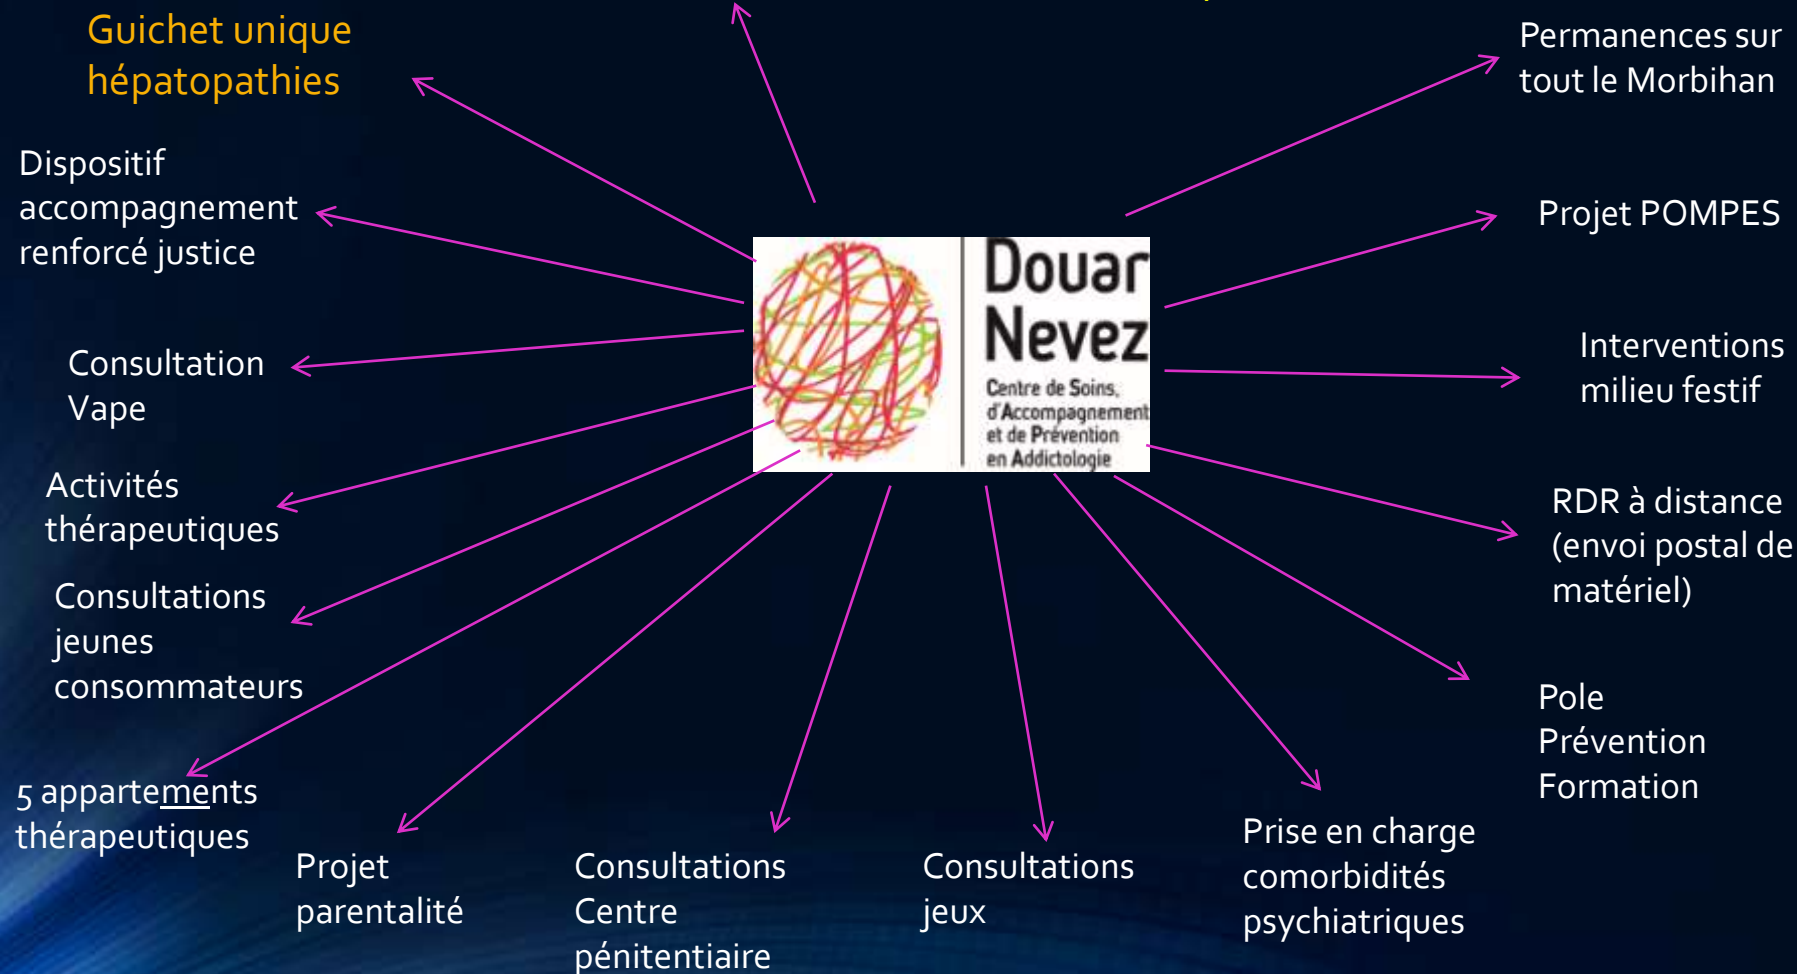 Guichet unique
hépatopathies
Permanences sur
tout le Morbihan
Dispositif
accompagnement
renforcé justice
Projet POMPES
Douar
Nevez
Centre de Soins,
d'Accompagnement
et de Prévention
en Addictologie
Consultation
Vape
Interventions
milieu festif
Activités
thérapeutiques
RDR à distance
(envoi postal de
matériel)
Consultations
jeunes
consommateurs
Pole
Prévention
Formation
5 appartements
thérapeutiques
Projet
parentalité
Consultations
Centre
pénitentiaire
Consultations
jeux
Prise en charge
comorbidités
psychiatriques